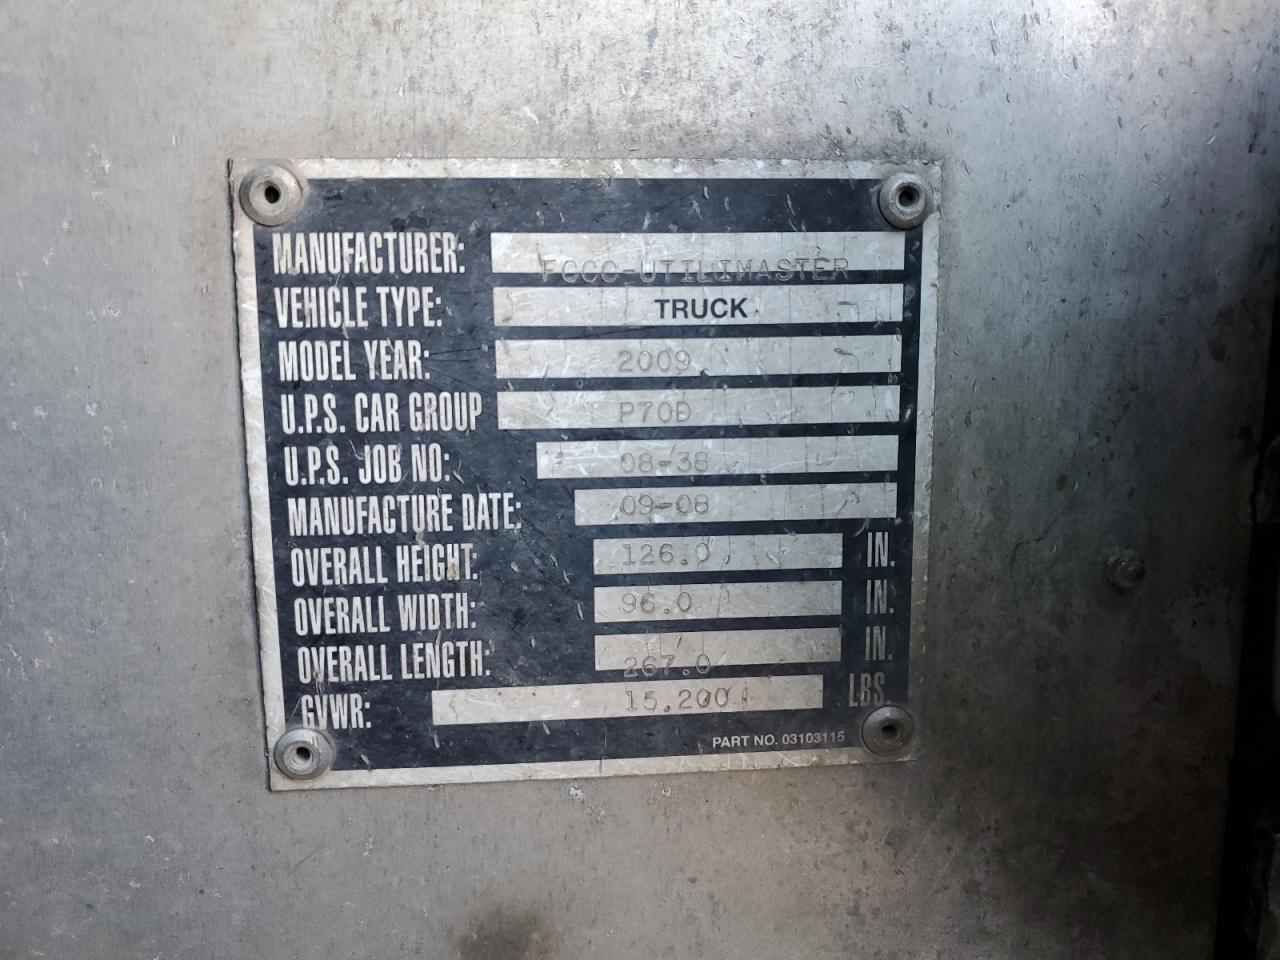 MANUFACTURER: FCCC-UTILIMASTER
VEHICLE TYPE: TRUCK
MODEL YEAR: 2009
U.P.S. CAR GROUP P70D
U.P.S. JOB NO: 08-38
MANUFACTURE DATE: 09-08
OVERALL HEIGHT: 126.0 IN.
OVERALL WIDTH: 96.0 IN.
OVERALL LENGTH: 267.0 IN.
GVWR: 15,200 LBS.
PART NO. 03103115